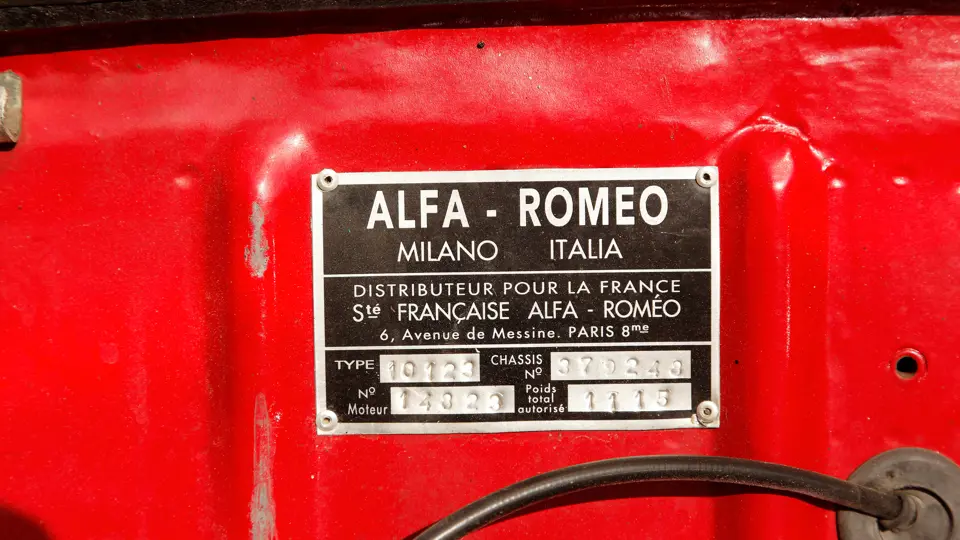 ALFA - ROMEO
MILANO ITALIA
DISTRIBUTEUR POUR LA FRANCE
Sté FRANÇAISE ALFA - ROMÉO
6, Avenue de Messine. PARIS 8me
TYPE 10123 CHASSIS Nº 370243
Nº Moteur 14023 Poids total autorisé 1115